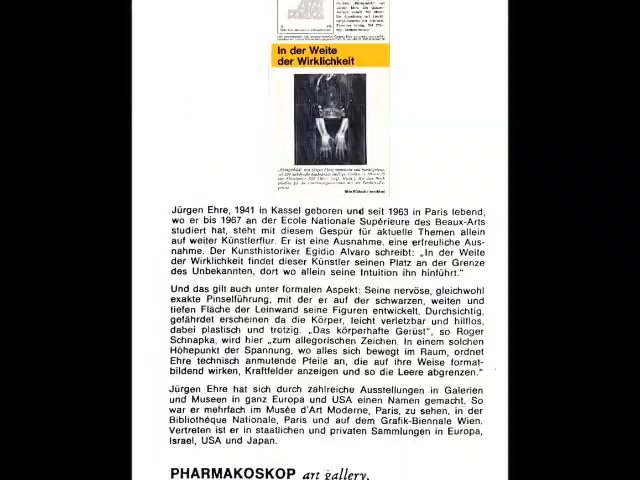 In der Weite
der Wirklichkeit
Jürgen Ehre, 1941 in Kassel geboren und seit 1963 in Paris lebend,
wo er bis 1967 an der Ecole Nationale Supérieure des Beaux-Arts
studiert hat, steht mit diesem Gespür für aktuelle Themen allein
auf weiter Künstlerflur. Er ist eine Ausnahme, eine erfreuliche Aus-
nahme. Der Kunsthistoriker Egidio Alvaro schreibt: „In der Weite
der Wirklichkeit findet dieser Künstler seinen Platz an der Grenze
des Unbekannten, dort wo allein seine Intuition ihn hinführt."
Und das gilt auch unter formalen Aspekt: Seine nervöse, gleichwohl
exakte Pinselführung, mit der er auf der schwarzen, weiten und
tiefen Fläche der Leinwand seine Figuren entwickelt. Durchsichtig,
gefährdet erscheinen da die Körper, leicht verletzbar und hilflos,
dabei plastisch und trotzig. „Das körperhafte Gerüst", so Roger
Schnapka, wird hier „zum allegorischen Zeichen. In einem solchen
Höhepunkt der Spannung, wo alles sich bewegt im Raum, ordnet
Ehre technisch anmutende Pfeile an, die auf ihre Weise format-
bildend wirken, Kraftfelder anzeigen und so die Leere abgrenzen."
Jürgen Ehre hat sich durch zahlreiche Ausstellungen in Galerien
und Museen in ganz Europa und USA einen Namen gemacht. So
war er mehrfach im Musée d'Art Moderne, Paris, zu sehen, in der
Bibliothèque Nationale, Paris und auf dem Grafik-Biennale Wien.
Vertreten ist er in staatlichen und privaten Sammlungen in Europa,
Israel, USA und Japan.
PHARMAKOSKOP art gallery,